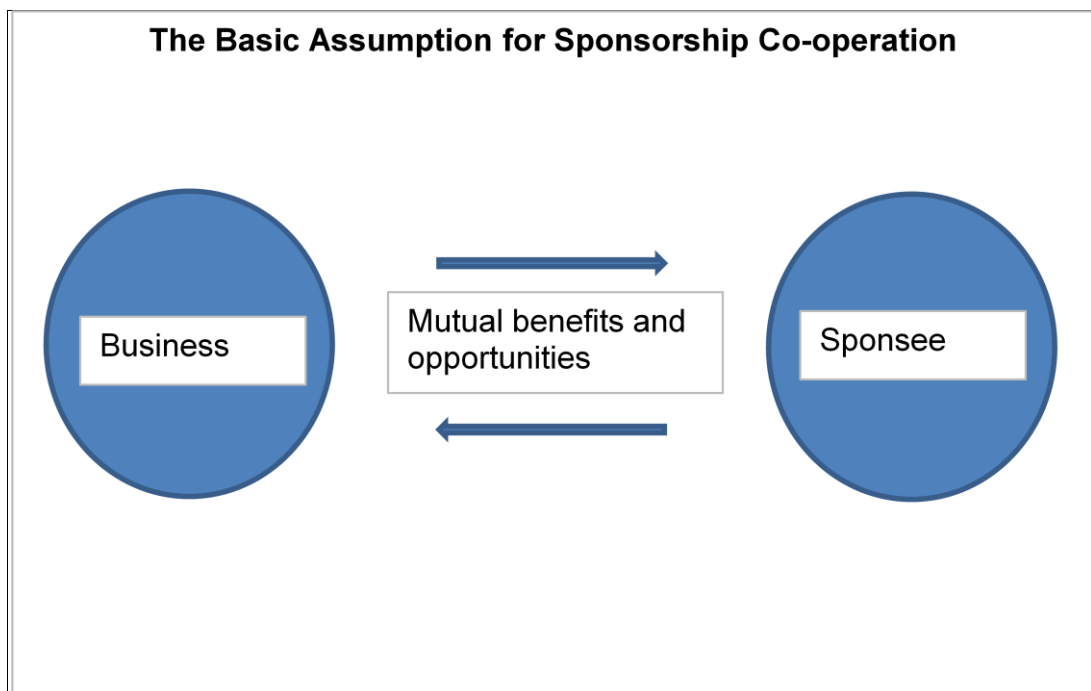 The Basic Assumption for Sponsorship Co-operation
Business
Mutual benefits and
opportunities
Sponsee